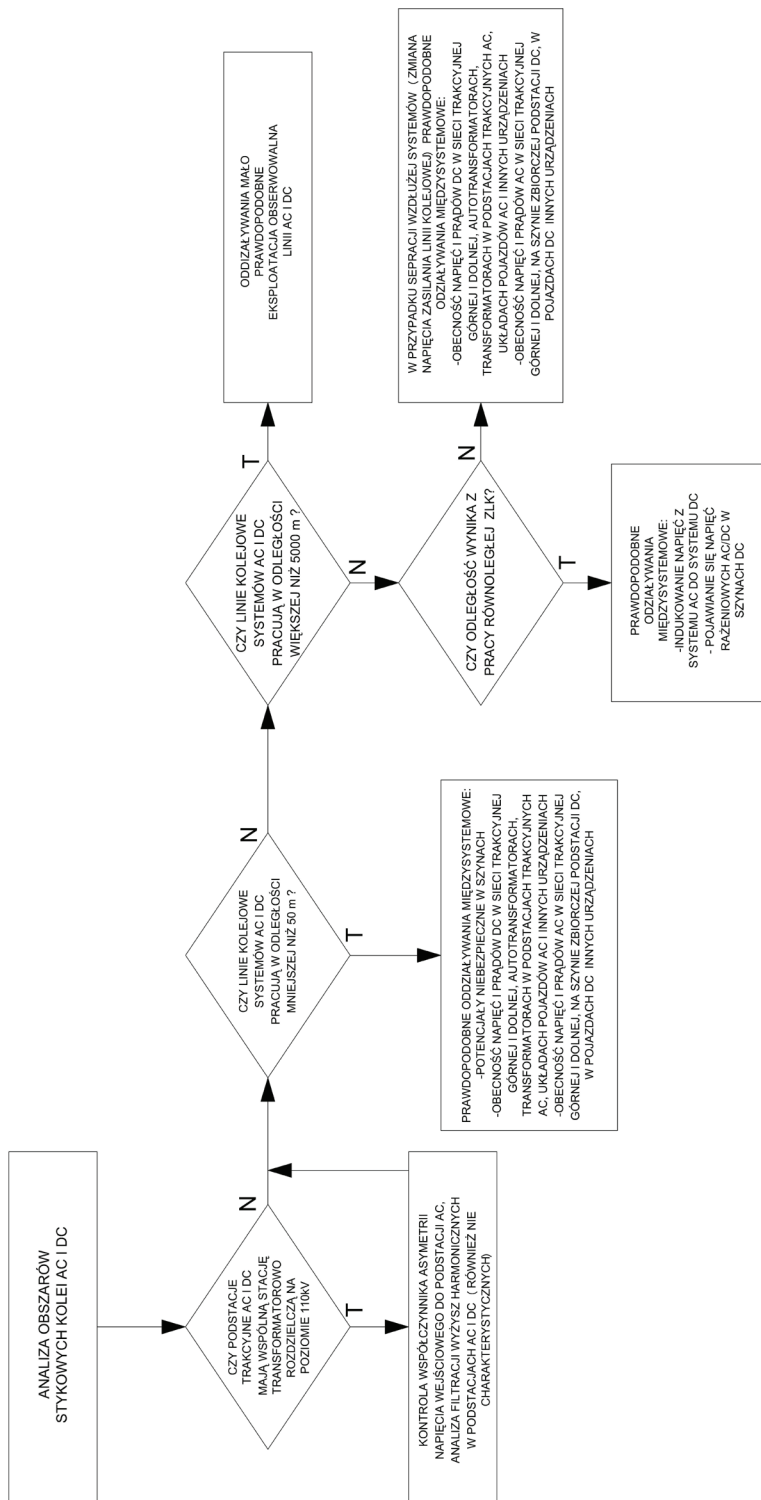 ANALIZA OBSZARÓW
STYKOWYCH KOLEI AC I DC
CZY PODSTACJE
TRAKCYJNE AC I DC
MAJĄ WSPÓLNĄ STACJĘ
TRANSFORMATOROWO
ROZDZIELCZĄ NA
POZIOMIE 110kV
N
T
KONTROLA WSPÓŁCZYNNIKA ASYMETRII
NAPIĘCIA WEJŚCIOWEGO DO PODSTACJI AC,
ANALIZA FILTRACJI WYŻYSZ HARMONICZNYCH
W PODSTACJACH AC I DC ( RÓWNIEŻ NIE
CHARAKTERYSTYCZNYCH)
CZY LINIE KOLEJOWE
SYSTEMÓW AC I DC
PRACUJĄ W ODLEGŁOŚCI
MNIEJSZEJ NIŻ 50 m ?
N
T
PRAWDOPODOBNE ODDZIAŁYWANIA MIĘDZYSYSTEMOWE:
-POTENCJAŁY NIEBEZPIECZNE W SZYNACH
-OBECNOŚĆ NAPIĘĆ I PRĄDÓW DC W SIECI TRAKCYJNEJ
GÓRNEJ I DOLNEJ, AUTOTRANSFORMATORACH,
TRANSFORMATORACH W PODSTACJACH TRAKCYJNYCH
AC, UKŁADACH POJAZDÓW AC I INNYCH URZĄDZENIACH
-OBECNOŚĆ NAPIĘĆ I PRĄDÓW AC W SIECI TRAKCYJNEJ
GÓRNEJ I DOLNEJ, NA SZYNIE ZBIORCZEJ PODSTACJI DC,
W POJAZDACH DC INNYCH URZĄDZENIACH
CZY LINIE KOLEJOWE
SYSTEMÓW AC I DC
PRACUJĄ W ODLEGŁOŚCI
WIĘKSZEJ NIŻ 5000 m ?
T
N
ODDIZAŁYWANIA MAŁO
PRAWDOPODOBNE
EKSPLOATACJA OBSERWOWALNA
LINII AC I DC
CZY ODLEGŁOŚĆ WYNIKA Z
PRACY RÓWNOLEGŁEJ ZLK?
N
T
W PRZYPADKU SEPRACJI WZDŁUŻEJ SYSTEMÓW ( ZMIANA
NAPIĘCIA ZASILANIA LINII KOLEJOWEJ) PRAWDOPODOBNE
ODZIAŁYWANIA MIĘDZYSYSTEMOWE:
-OBECNOŚĆ NAPIĘĆ I PRĄDÓW DC W SIECI TRAKCYJNEJ
GÓRNEJ I DOLNEJ, AUTOTRANSFORMATORACH,
TRANSFORMATORACH W PODSTACJACH TRAKCYJNYCH AC,
UKŁADACH POJAZDÓW AC I INNYCH URZĄDZENIACH
-OBECNOŚĆ NAPIĘĆ I PRĄDÓW AC W SIECI TRAKCYJNEJ
GÓRNEJ I DOLNEJ, NA SZYNIE ZBIORCZEJ PODSTACJI DC, W
POJAZDACH DC INNYCH URZĄDZENIACH
PRAWDOPODOBNE
ODZIAŁYWANIA
MIĘDZYSYSTEMOWE:
-INDUKOWANIE NAPIĘĆ Z
SYSTEMU AC DO SYSTEMU DC
- POJAWIANIE SIĘ NAPIĘĆ
RAŻENIOWYCH AC/DC W
SZYNACH DC